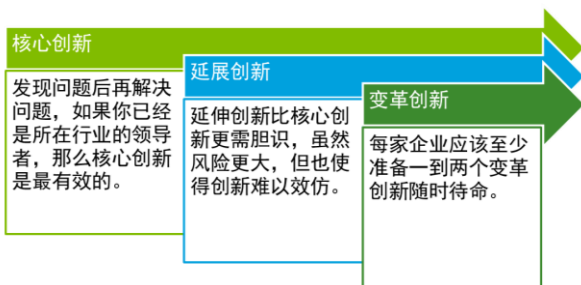 核心创新
发现问题后再解决
问题，如果你已经
是所在行业的领导
者，那么核心创新
是最有效的。
延展创新
延伸创新比核心创
新更需胆识，虽然
风险更大，但也使
得创新难以效仿。
变革创新
每家企业应该至少
准备一到两个变革
创新随时待命。